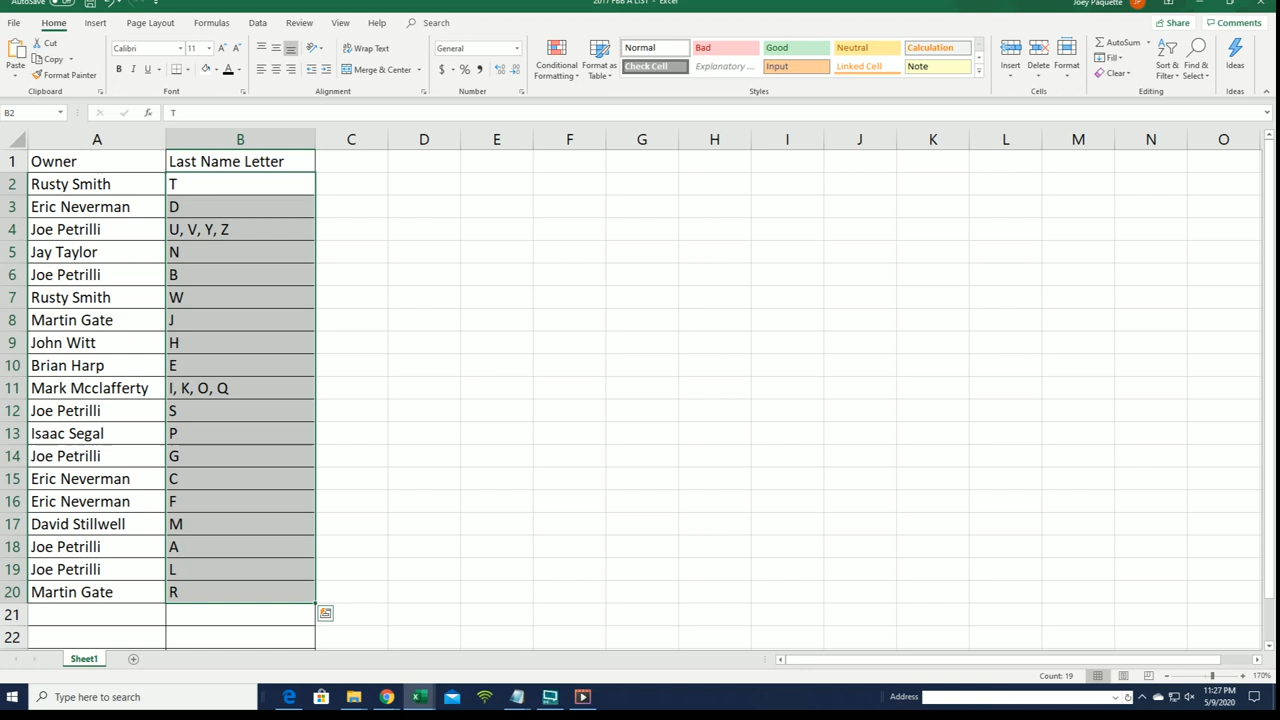 AutoSave Off 2017 PBB A LIST - Excel Joey Paquette JP
File Home Insert Page Layout Formulas Data Review View Help Search Share Comments
Cut Calibri 11 A A Wrap Text General Normal Bad Good Neutral Calculation AutoSum
Copy Check Cell Explanatory ... Input Linked Cell Note Fill
Paste Format Painter B I U A Merge & Center $ % , Conditional Formatting Format as Table Insert Delete Format Clear Sort & Filter Find & Select Ideas
Clipboard Font Alignment Number Styles Cells Editing Ideas
B2 fx T
A B C D E F G H I J K L M N O
1 Owner Last Name Letter
2 Rusty Smith T
3 Eric Neverman D
4 Joe Petrilli U, V, Y, Z
5 Jay Taylor N
6 Joe Petrilli B
7 Rusty Smith W
8 Martin Gate J
9 John Witt H
10 Brian Harp E
11 Mark Mcclafferty I, K, O, Q
12 Joe Petrilli S
13 Isaac Segal P
14 Joe Petrilli G
15 Eric Neverman C
16 Eric Neverman F
17 David Stillwell M
18 Joe Petrilli A
19 Joe Petrilli L
20 Martin Gate R
21
22
Sheet1
Count: 19 170%
Type here to search Address 11:27 PM
5/9/2020